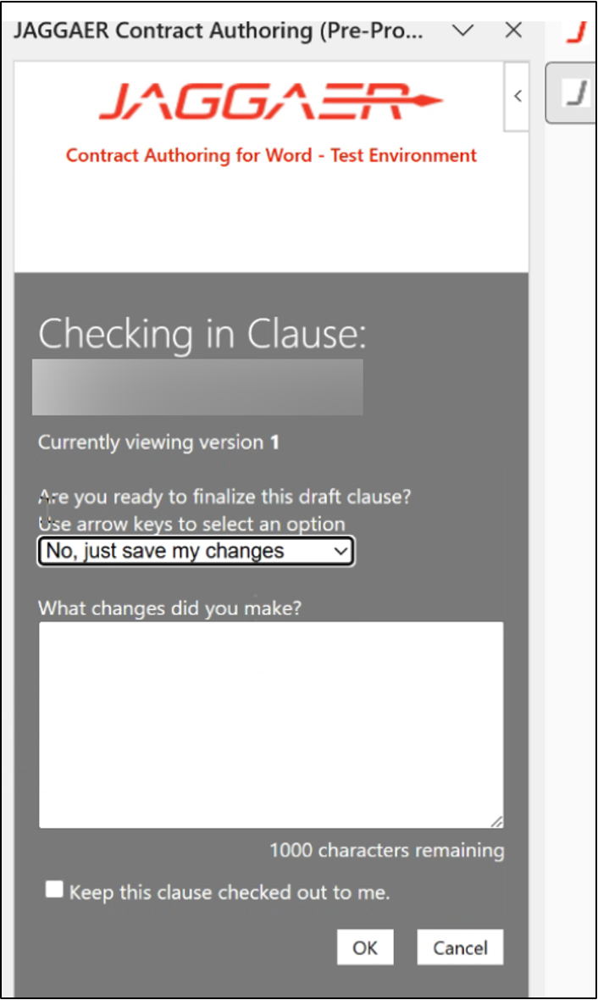 JAGGAER Contract Authoring (Pre-Pro...
JAGGAER
Contract Authoring for Word - Test Environment
Checking in Clause:
Currently viewing version 1
Are you ready to finalize this draft clause?
Use arrow keys to select an option
No, just save my changes
What changes did you make?
1000 characters remaining
Keep this clause checked out to me.
OK
Cancel